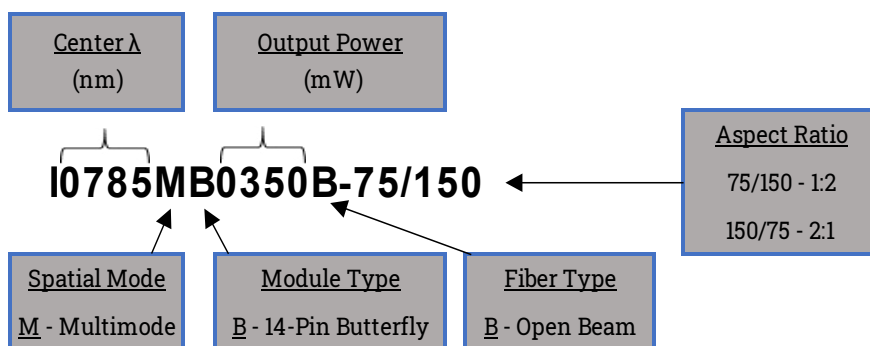 Center λ
(nm)
Output Power
(mW)
I0785MB0350B-75/150
Aspect Ratio
75/150 - 1:2
150/75 - 2:1
Spatial Mode
M - Multimode
Module Type
B - 14-Pin Butterfly
Fiber Type
B - Open Beam